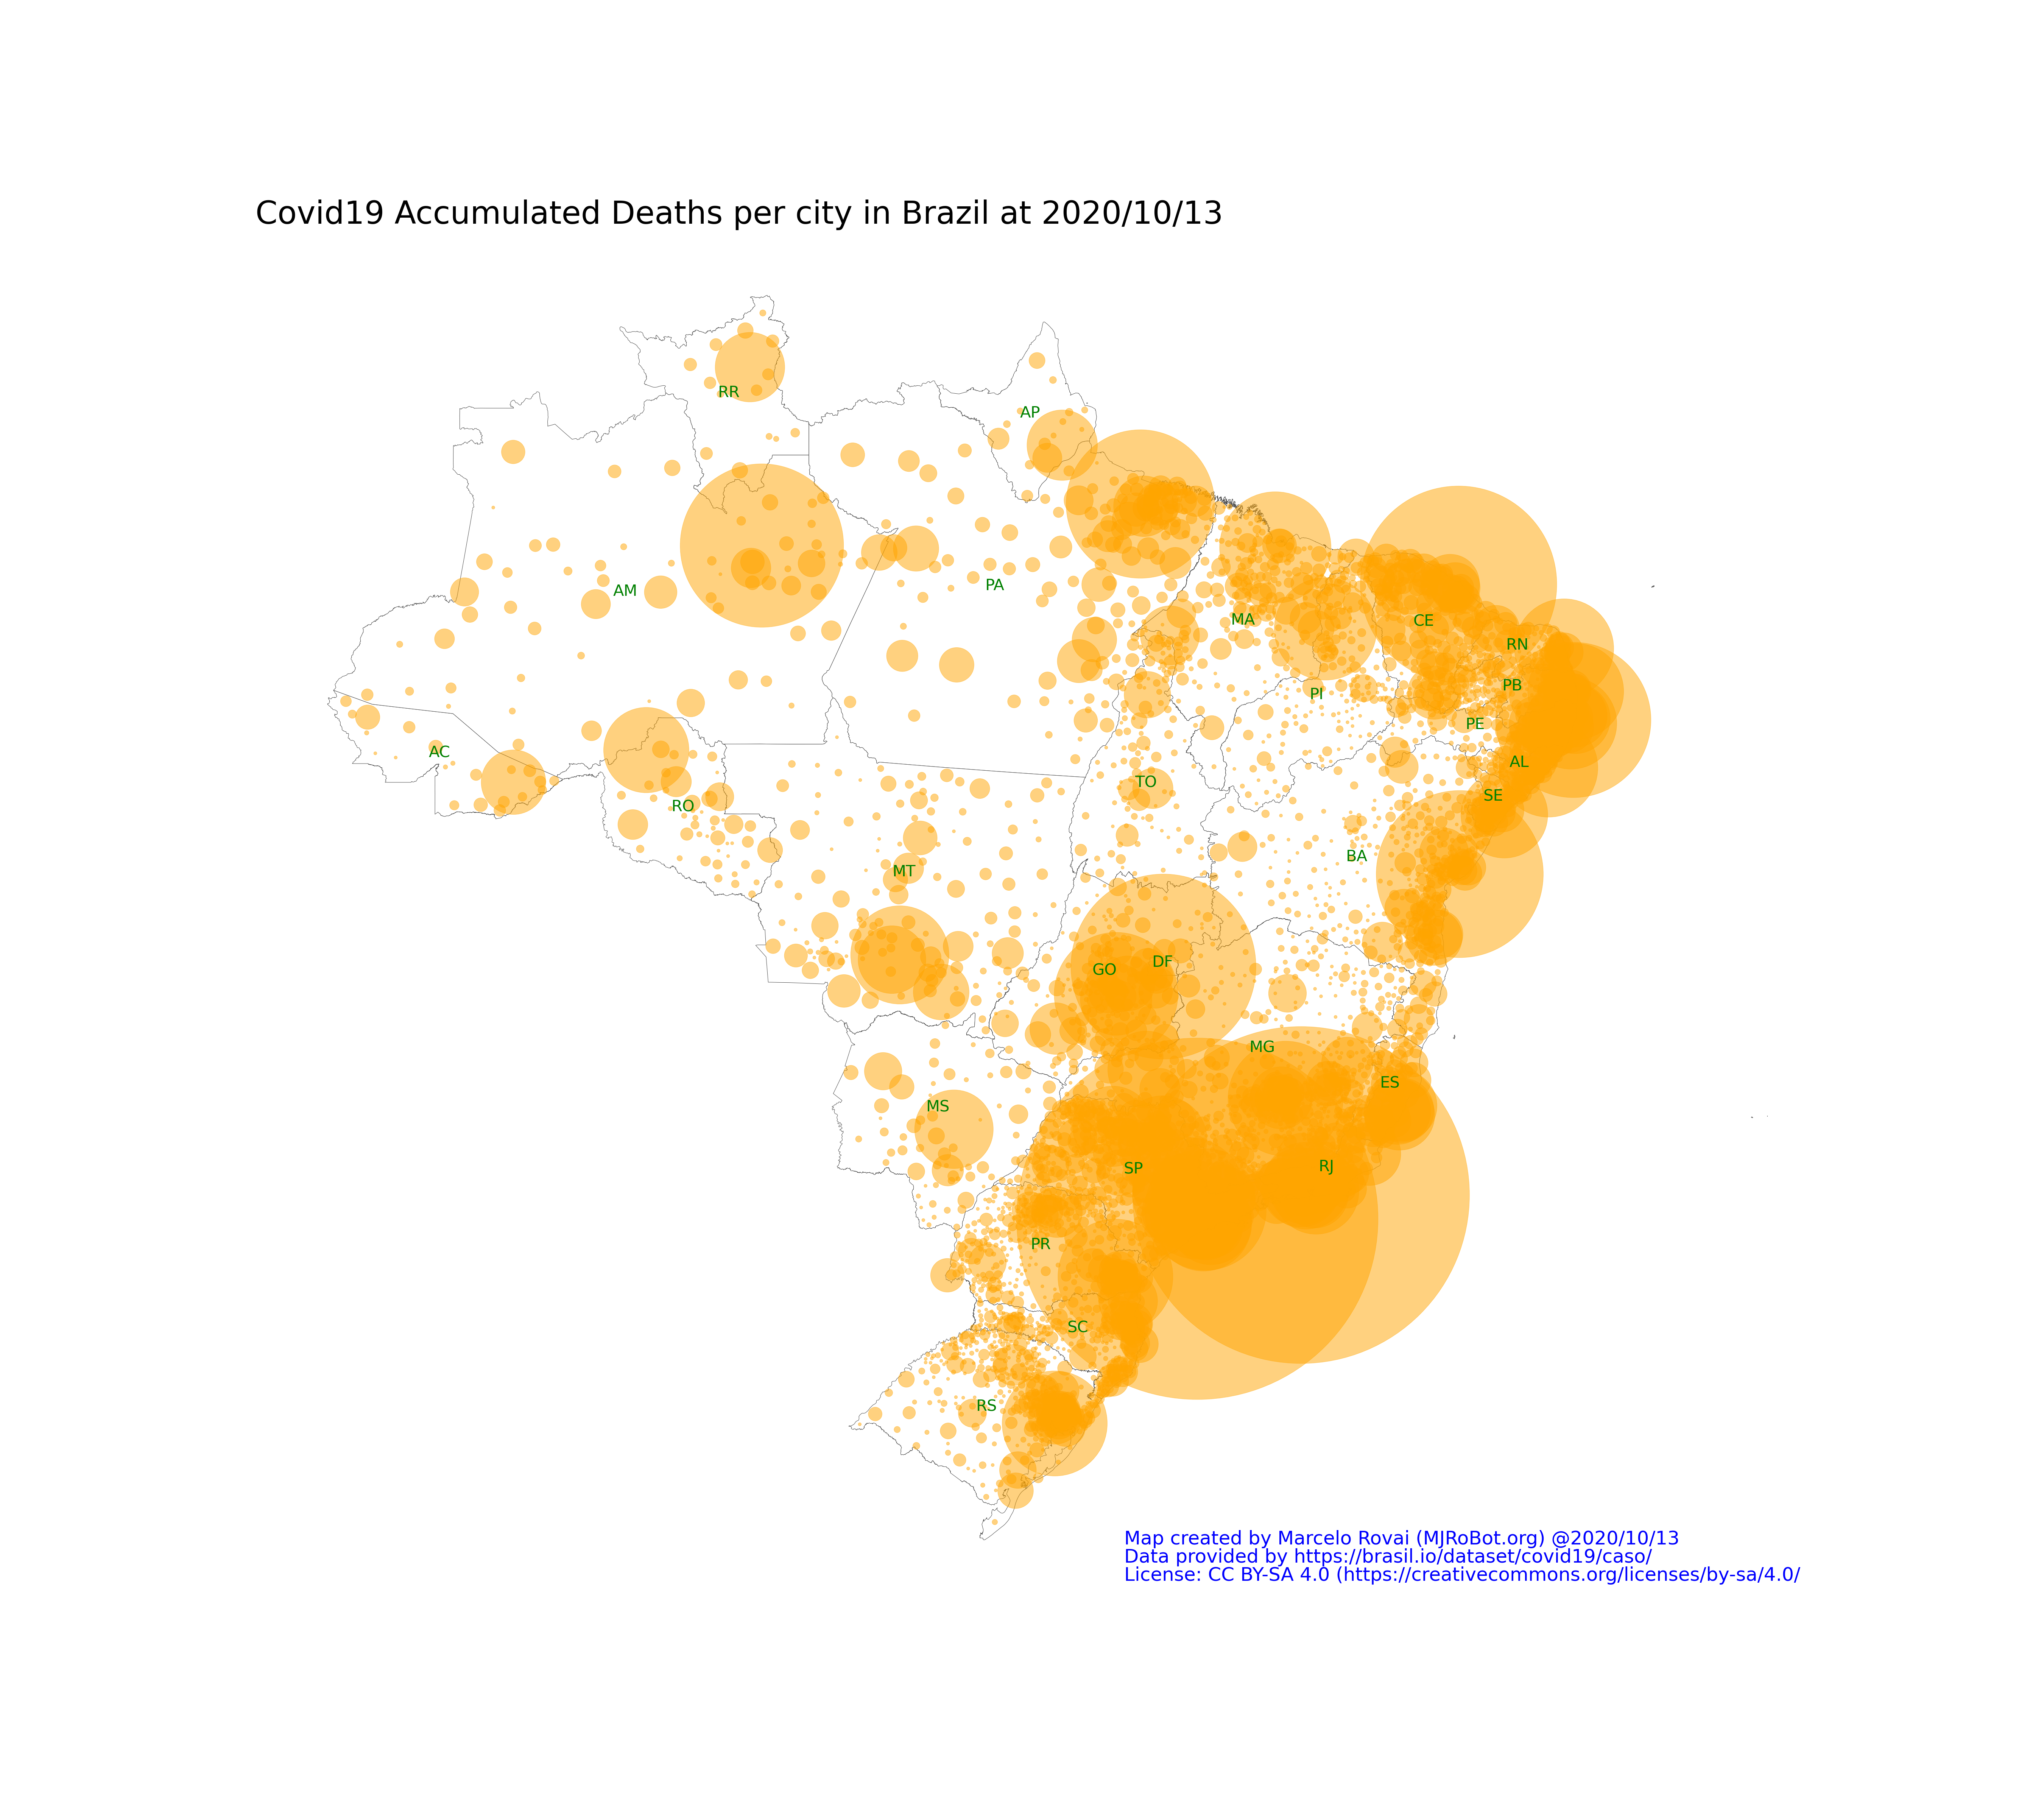 Covid19 Accumulated Deaths per city in Brazil at 2020/10/13
RR
AP
AM
PA
MA
CE
RN
PB
PI
PE
AC
AL
TO
SE
RO
BA
MT
DF
GO
MG
ES
MS
RJ
SP
PR
SC
RS
Map created by Marcelo Rovai (MJRoBot.org) @2020/10/13
Data provided by https://brasil.io/dataset/covid19/caso/
License: CC BY-SA 4.0 (https://creativecommons.org/licenses/by-sa/4.0/